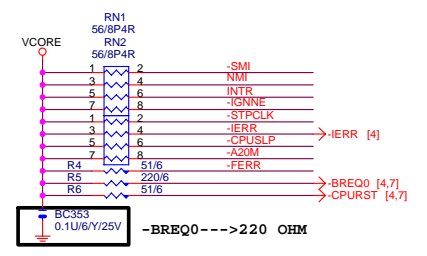 RN1
56/8P4R
VCORE RN2
56/8P4R
1 2 -SMI
3 4 NMI
5 6 INTR
7 8 -IGNNE
1 2 -STPCLK
3 4 -IERR -IERR [4]
5 6 -CPUSLP
7 8 -A20M
R4 51/6 -FERR
R5 220/6 -BREQ0 [4,7]
R6 51/6 -CPURST [4,7]
BC353
0.1U/6/Y/25V
-BREQ0--->220 OHM